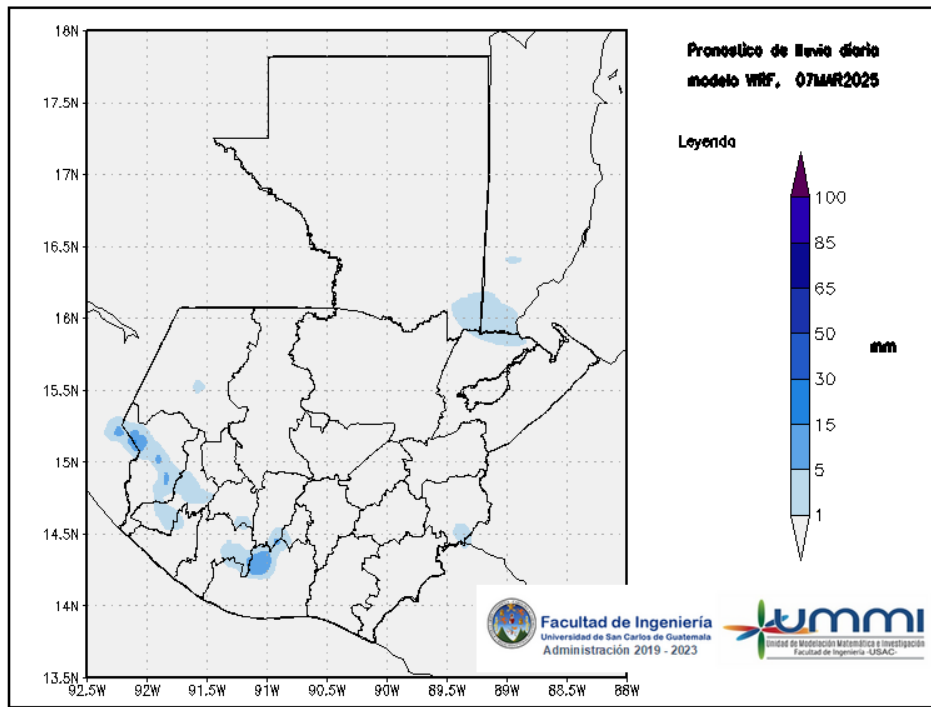 Pronostico de lluvia diaria
modelo WRF, 07MAR2025
Leyenda
100
85
65
50
30
15
5
1
mm
18N
17.5N
17N
16.5N
16N
15.5N
15N
14.5N
14N
13.5N
92.5W
92W
91.5W
91W
90.5W
90W
89.5W
89W
88.5W
88W
Facultad de Ingeniería
Universidad de San Carlos de Guatemala
Administración 2019 - 2023
UMMI
Unidad de Modelación Matemática e Investigación
Facultad de Ingeniería -USAC-